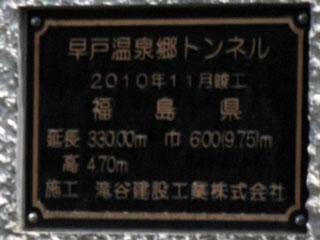 早戸温泉郷トンネル
2010年11月竣工
福島県
延長 330.00m 巾 6.00(9.75)m
高 4.70m
施工 滝谷建設工業株式会社